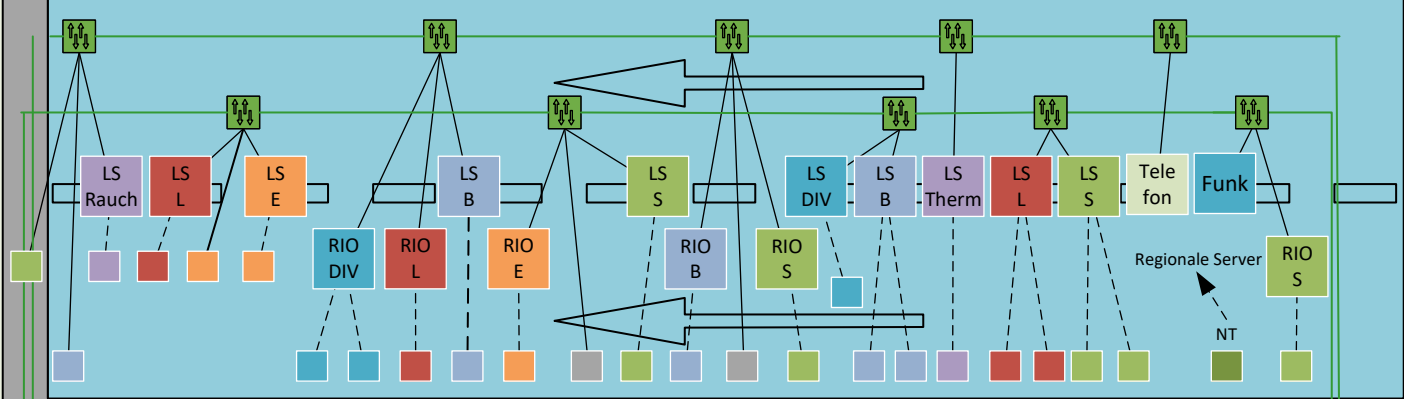 LS
Rauch
LS
L
LS
E
LS
B
LS
S
LS
DIV
LS
B
LS
Therm
LS
L
LS
S
Tele
fon
Funk
RIO
DIV
RIO
L
RIO
E
RIO
B
RIO
S
Regionale Server
RIO
S
NT